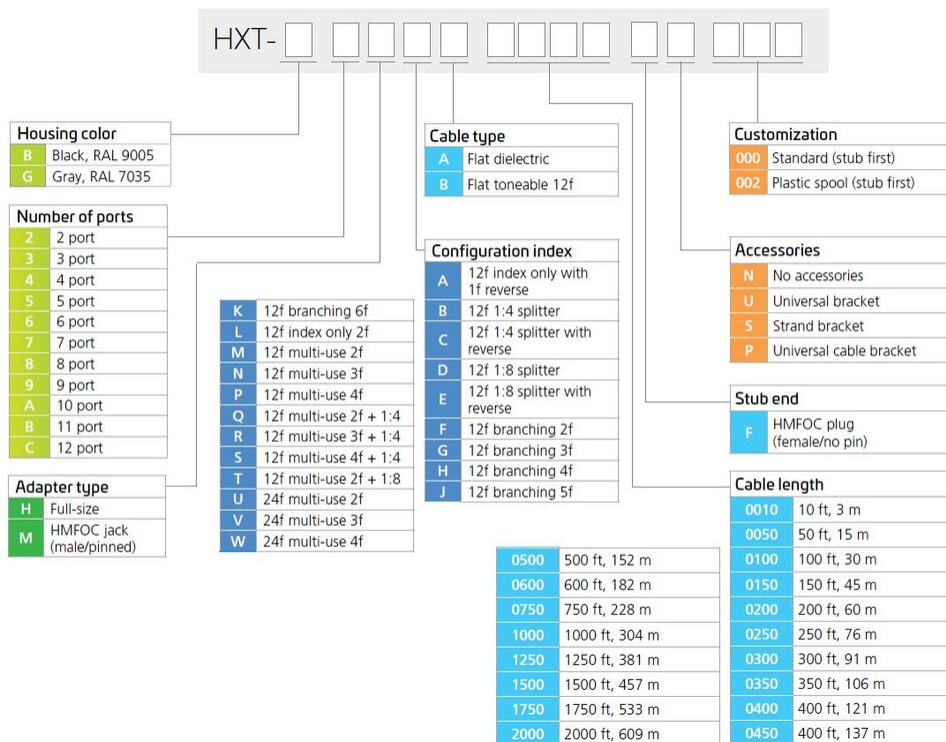 HXT-
Housing color
B Black, RAL 9005
G Gray, RAL 7035
Number of ports
2 2 port
3 3 port
4 4 port
5 5 port
6 6 port
7 7 port
8 8 port
9 9 port
A 10 port
B 11 port
C 12 port
Adapter type
H Full-size
M HMFOC jack
(male/pinned)
K 12f branching 6f
L 12f index only 2f
M 12f multi-use 2f
N 12f multi-use 3f
P 12f multi-use 4f
Q 12f multi-use 2f + 1:4
R 12f multi-use 3f + 1:4
S 12f multi-use 4f + 1:4
T 12f multi-use 2f + 1:8
U 24f multi-use 2f
V 24f multi-use 3f
W 24f multi-use 4f
Cable type
A Flat dielectric
B Flat toneable 12f
Configuration index
A 12f index only with
1f reverse
B 12f 1:4 splitter
C 12f 1:4 splitter with
reverse
D 12f 1:8 splitter
E 12f 1:8 splitter with
reverse
F 12f branching 2f
G 12f branching 3f
H 12f branching 4f
J 12f branching 5f
Customization
000 Standard (stub first)
002 Plastic spool (stub first)
Accessories
N No accessories
U Universal bracket
S Strand bracket
P Universal cable bracket
Stub end
F HMFOC plug
(female/no pin)
Cable length
0010 10 ft, 3 m
0050 50 ft, 15 m
0100 100 ft, 30 m
0150 150 ft, 45 m
0200 200 ft, 60 m
0250 250 ft, 76 m
0300 300 ft, 91 m
0350 350 ft, 106 m
0400 400 ft, 121 m
0450 400 ft, 137 m
0500 500 ft, 152 m
0600 600 ft, 182 m
0750 750 ft, 228 m
1000 1000 ft, 304 m
1250 1250 ft, 381 m
1500 1500 ft, 457 m
1750 1750 ft, 533 m
2000 2000 ft, 609 m